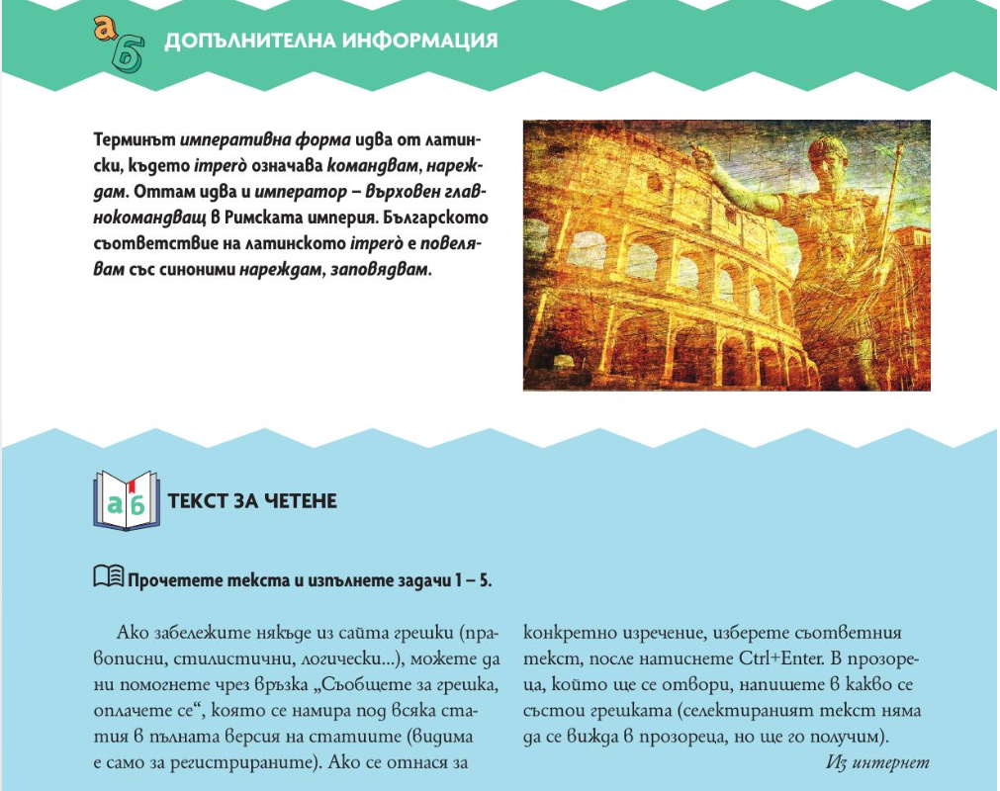 аб
ДОПЪЛНИТЕЛНА ИНФОРМАЦИЯ
Терминът императивна форма идва от латин-
ски, където imperò означава командвам, нареж-
дам. Оттам идва и император – върховен глав-
нокомандващ в Римската империя. Българското
съответствие на латинското imperò е повеля-
вам със синоними нареждам, заповядвам.
аб
ТЕКСТ ЗА ЧЕТЕНЕ
Прочетете текста и изпълнете задачи 1 – 5.
Ако забележите някъде из сайта грешки (пра-
вописни, стилистични, логически...), можете да
ни помогнете чрез връзка „Съобщете за грешка,
оплачете се“, която се намира под всяка ста-
тия в пълната версия на статиите (видима
е само за регистрираните). Ако се отнася за
конкретно изречение, изберете съответния
текст, после натиснете Ctrl+Enter. В прозоре-
ца, който ще се отвори, напишете в какво се
състои грешката (селектираният текст няма
да се вижда в прозореца, но ще го получим).
Из интернет